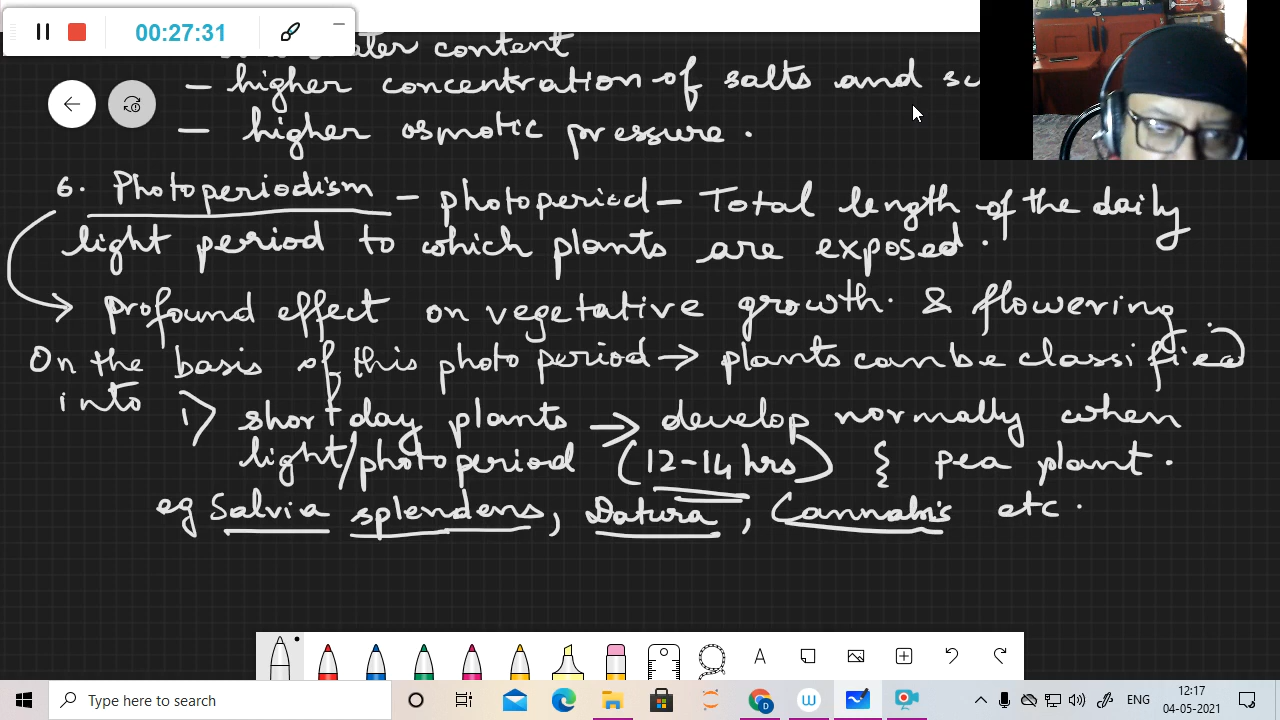 00:27:31
water content
– higher concentration of salts and
– higher osmotic pressure.
6. Photoperiodism – photoperiod – Total length of the daily
light period to which plants are exposed.
→ profound effect on vegetative growth. & flowering.
On the basis of this photo period → plants can be classified
into 1> short day plants → develop normally when
light/photoperiod (12-14 hrs) { pea plant.
eg Salvia splendens, Datura, Cannabis etc.
A
Type here to search
ENG
12:17
04-05-2021